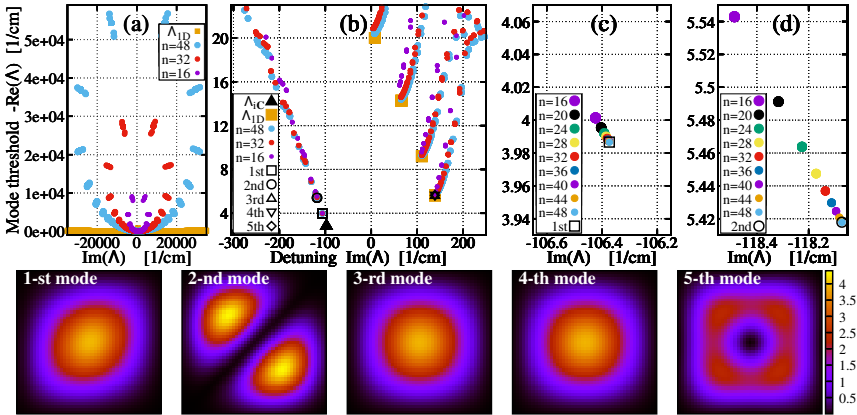 Mode threshold -Re(Λ) [1/cm]
(a)
5e+04
4e+04
3e+04
2e+04
1e+04
0e+00
Λ1D
n=48
n=32
n=16
-20000 0 20000
Im(Λ) [1/cm]
(b)
20
16
12
8
4
ΛiC
Λ1D
n=48
n=32
n=16
1st
2nd
3rd
4th
5th
-300 -200 -100 0 100 200
Detuning Im(Λ) [1/cm]
(c)
4.06
4.04
4.02
4
3.98
3.96
3.94
n=16
n=20
n=24
n=28
n=32
n=36
n=40
n=44
n=48
1st
-106.6 -106.4 -106.2
Im(Λ) [1/cm]
(d)
5.54
5.52
5.5
5.48
5.46
5.44
5.42
n=16
n=20
n=24
n=28
n=32
n=36
n=40
n=44
n=48
2nd
-118.4 -118.2
Im(Λ) [1/cm]
1-st mode
2-nd mode
3-rd mode
4-th mode
5-th mode
4
3.5
3
2.5
2
1.5
1
0.5